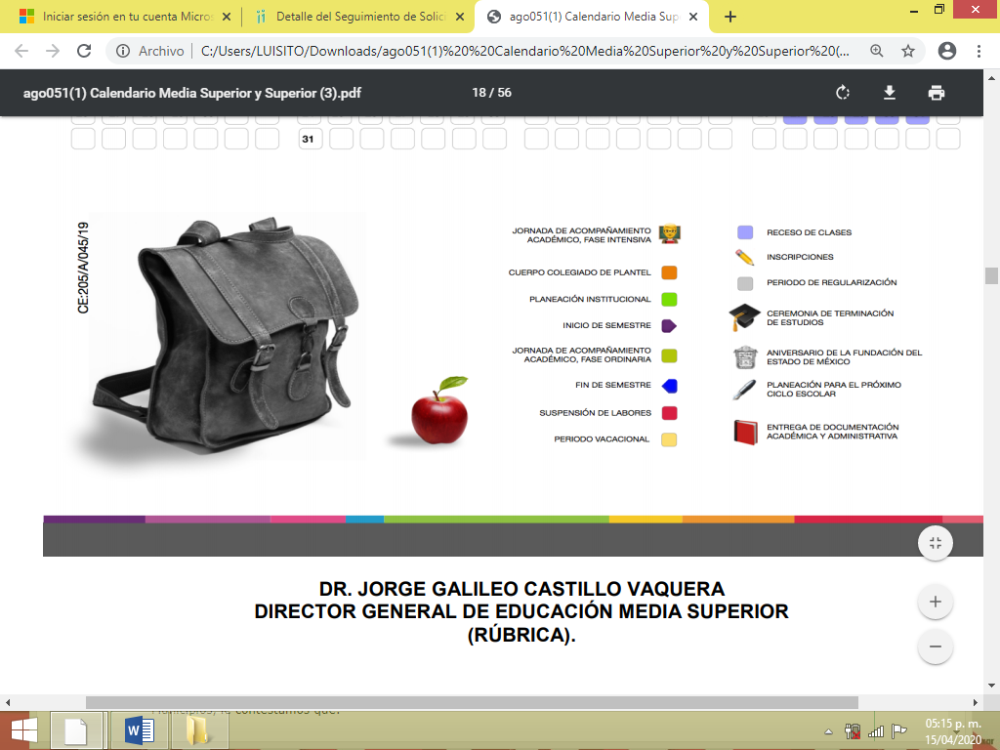 Iniciar sesión en tu cuenta Micros
Detalle del Seguimiento de Solici
ago051(1) Calendario Media Sup
Archivo
C:/Users/LUISITO/Downloads/ago051(1)%20%20Calendario%20Media%20Superior%20y%20Superior%20(...
ago051(1) Calendario Media Superior y Superior (3).pdf
18 / 56
31
CE:205/A/045/19
JORNADA DE ACOMPAÑAMIENTO
ACADÉMICO, FASE INTENSIVA
CUERPO COLEGIADO DE PLANTEL
PLANEACIÓN INSTITUCIONAL
INICIO DE SEMESTRE
JORNADA DE ACOMPAÑAMIENTO
ACADÉMICO, FASE ORDINARIA
FIN DE SEMESTRE
SUSPENSIÓN DE LABORES
PERIODO VACACIONAL
RECESO DE CLASES
INSCRIPCIONES
PERIODO DE REGULARIZACIÓN
CEREMONIA DE TERMINACIÓN
DE ESTUDIOS
ANIVERSARIO DE LA FUNDACIÓN DEL
ESTADO DE MÉXICO
PLANEACIÓN PARA EL PRÓXIMO
CICLO ESCOLAR
ENTREGA DE DOCUMENTACIÓN
ACADÉMICA Y ADMINISTRATIVA
DR. JORGE GALILEO CASTILLO VAQUERA
DIRECTOR GENERAL DE EDUCACIÓN MEDIA SUPERIOR
(RÚBRICA).
05:15 p. m.
15/04/2020